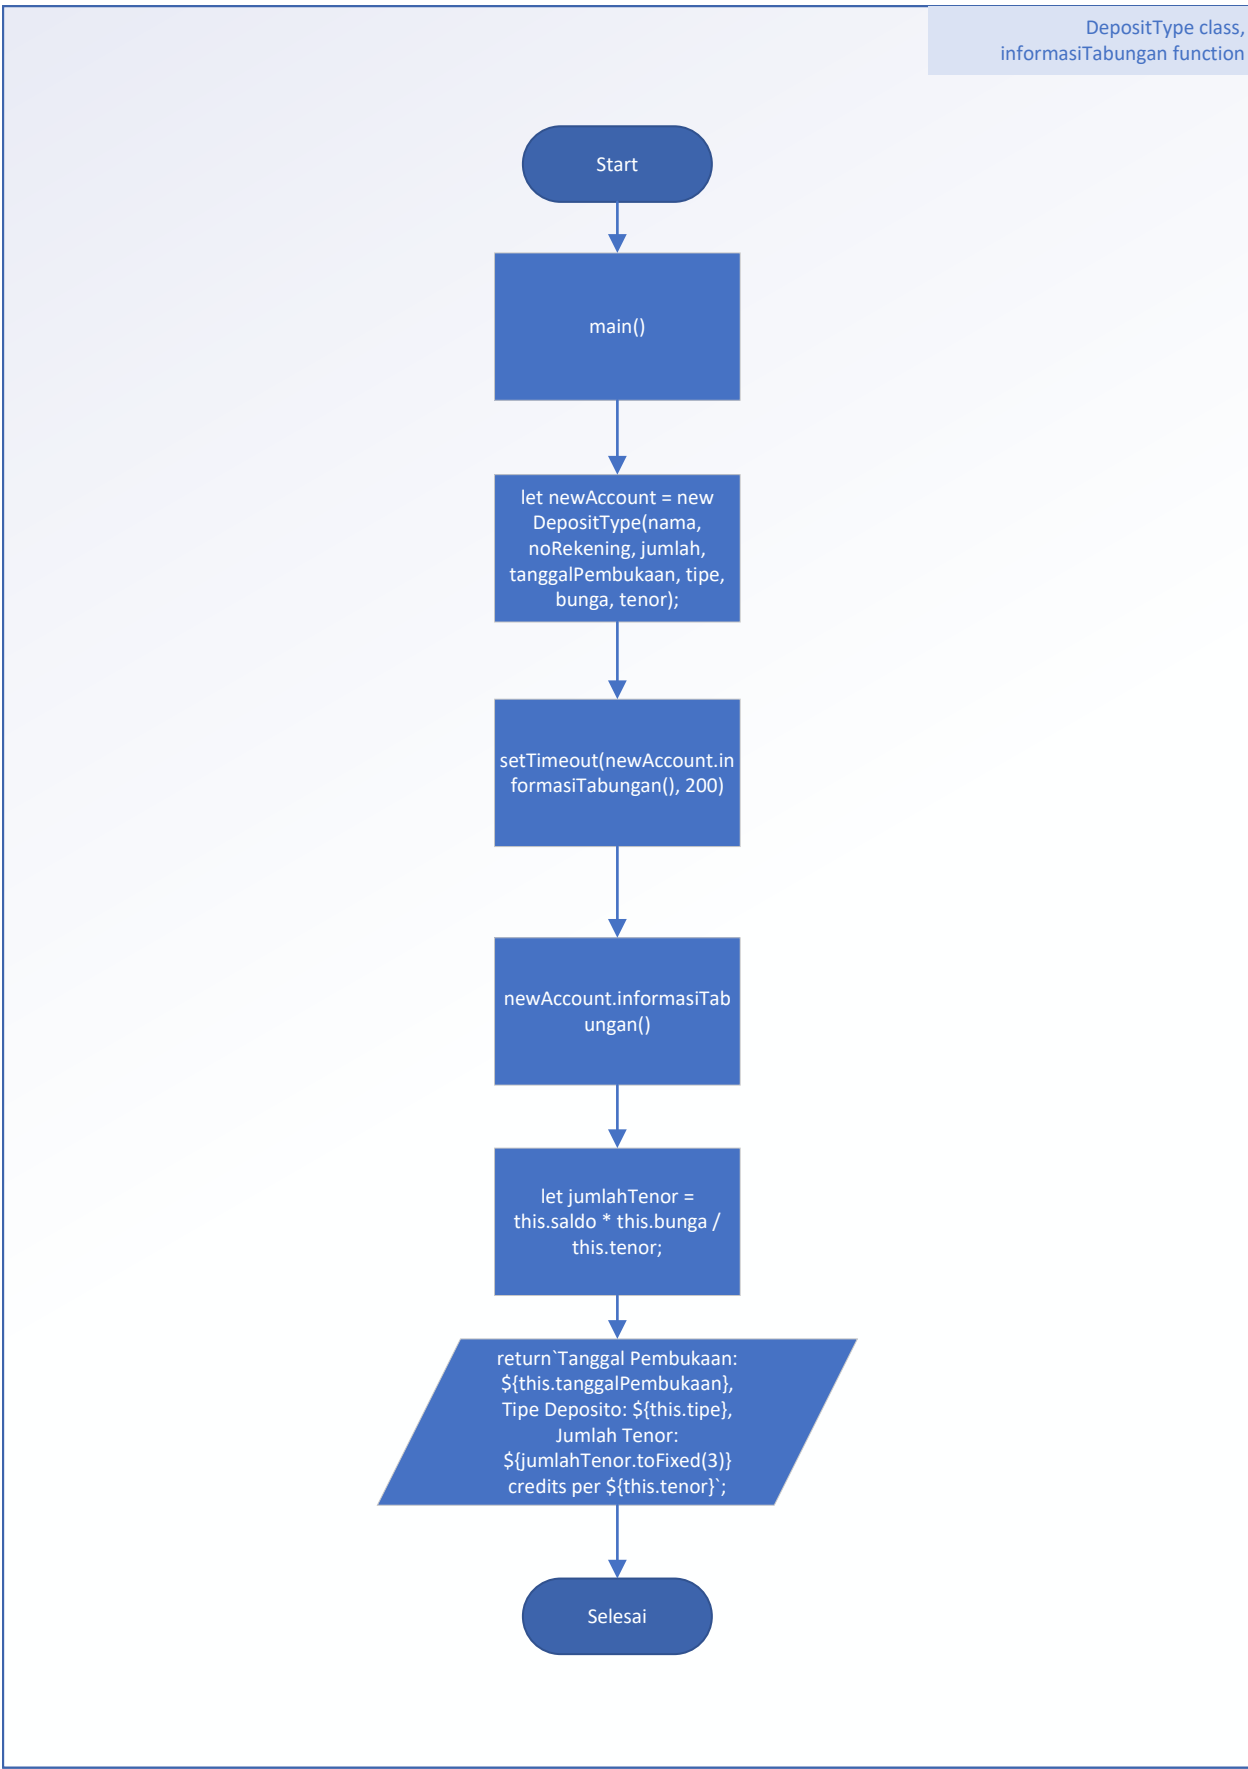 DepositType class,
informasiTabungan function
Start
main()
let newAccount = new
DepositType(nama,
noRekening, jumlah,
tanggalPembukaan, tipe,
bunga, tenor);
setTimeout(newAccount.in
formasiTabungan(), 200)
newAccount.informasiTab
ungan()
let jumlahTenor =
this.saldo * this.bunga /
this.tenor;
return`Tanggal Pembukaan:
${this.tanggalPembukaan},
Tipe Deposito: ${this.tipe},
Jumlah Tenor:
${jumlahTenor.toFixed(3)}
credits per ${this.tenor}`;
Selesai